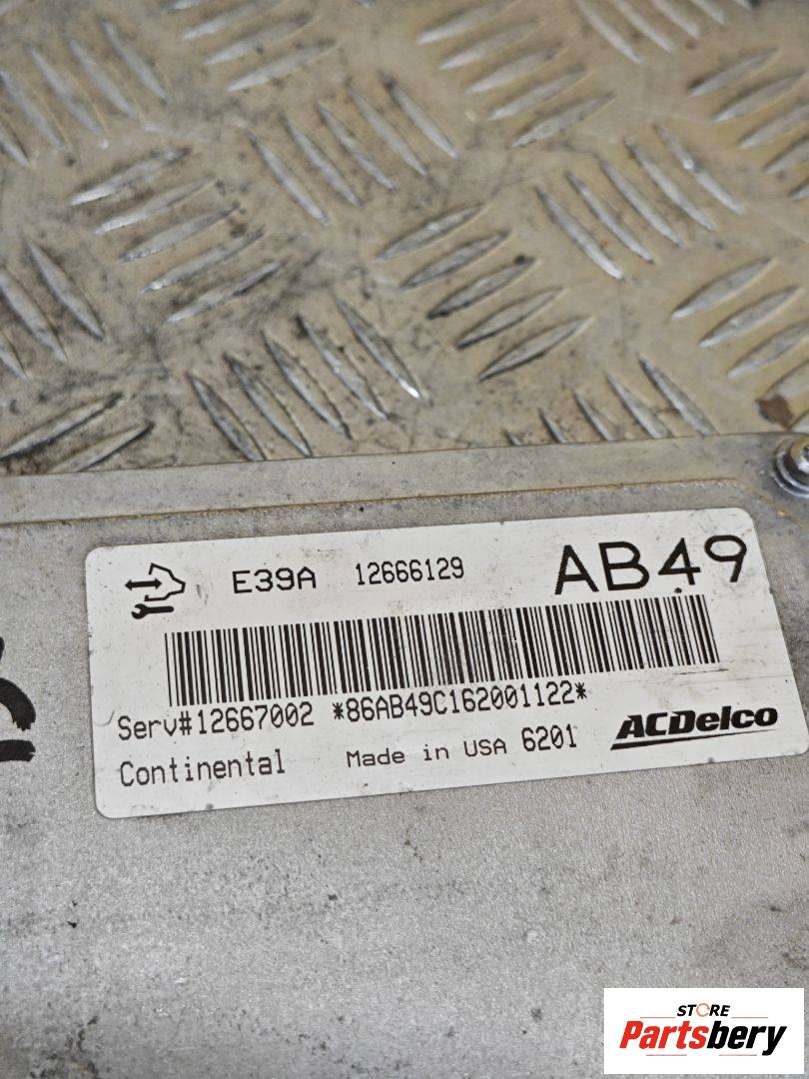 E39A 12666129 AB49
Serv#12667002 *86AB49C162001122*
Continental Made in USA 6201 ACDelco
STORE
Partsbery